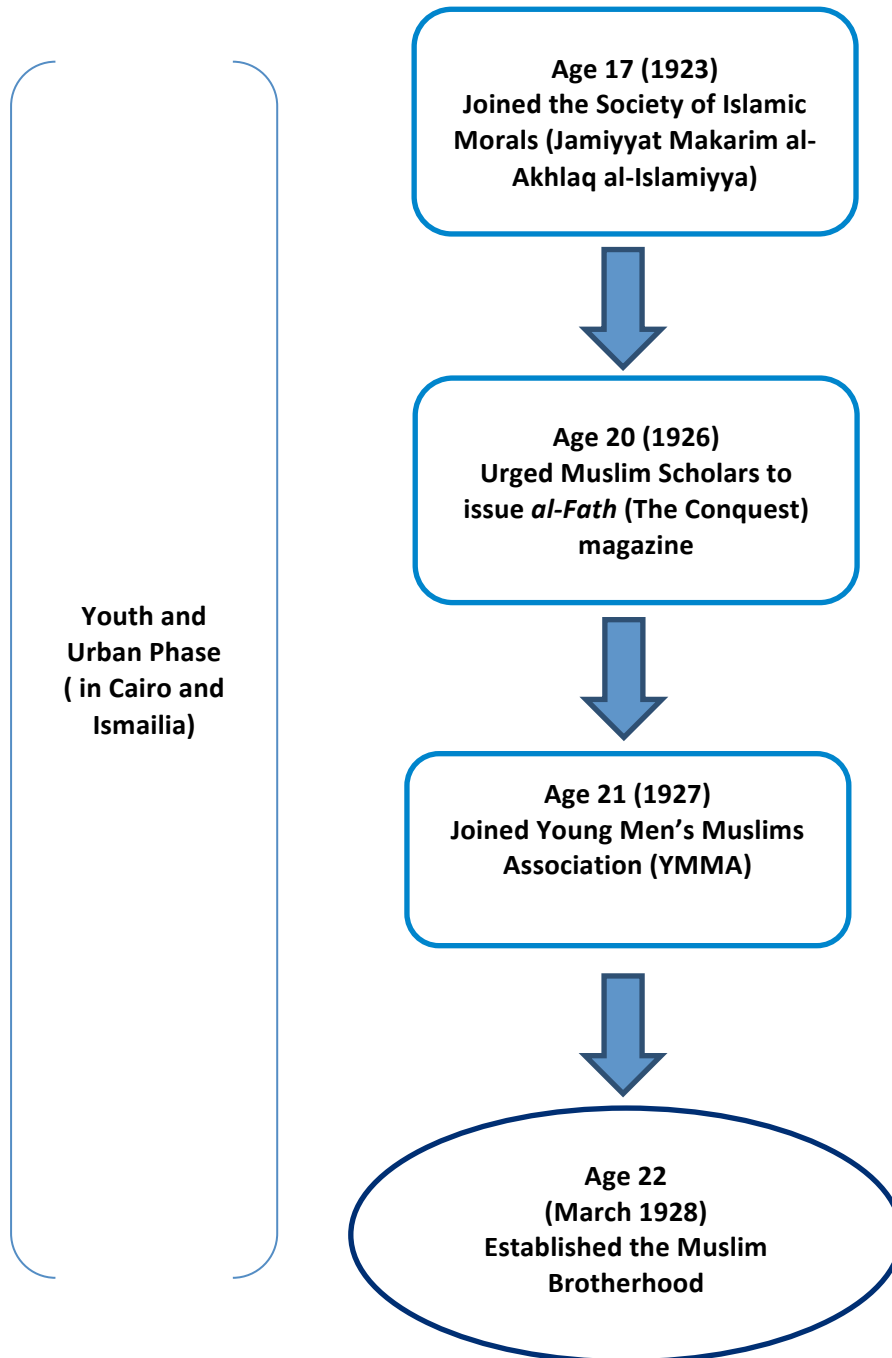 Age 17 (1923)
Joined the Society of Islamic
Morals (Jamiyyat Makarim al-
Akhlaq al-Islamiyya)
Age 20 (1926)
Urged Muslim Scholars to
issue al-Fath (The Conquest)
magazine
Youth and
Urban Phase
( in Cairo and
Ismailia)
Age 21 (1927)
Joined Young Men’s Muslims
Association (YMMA)
Age 22
(March 1928)
Established the Muslim
Brotherhood